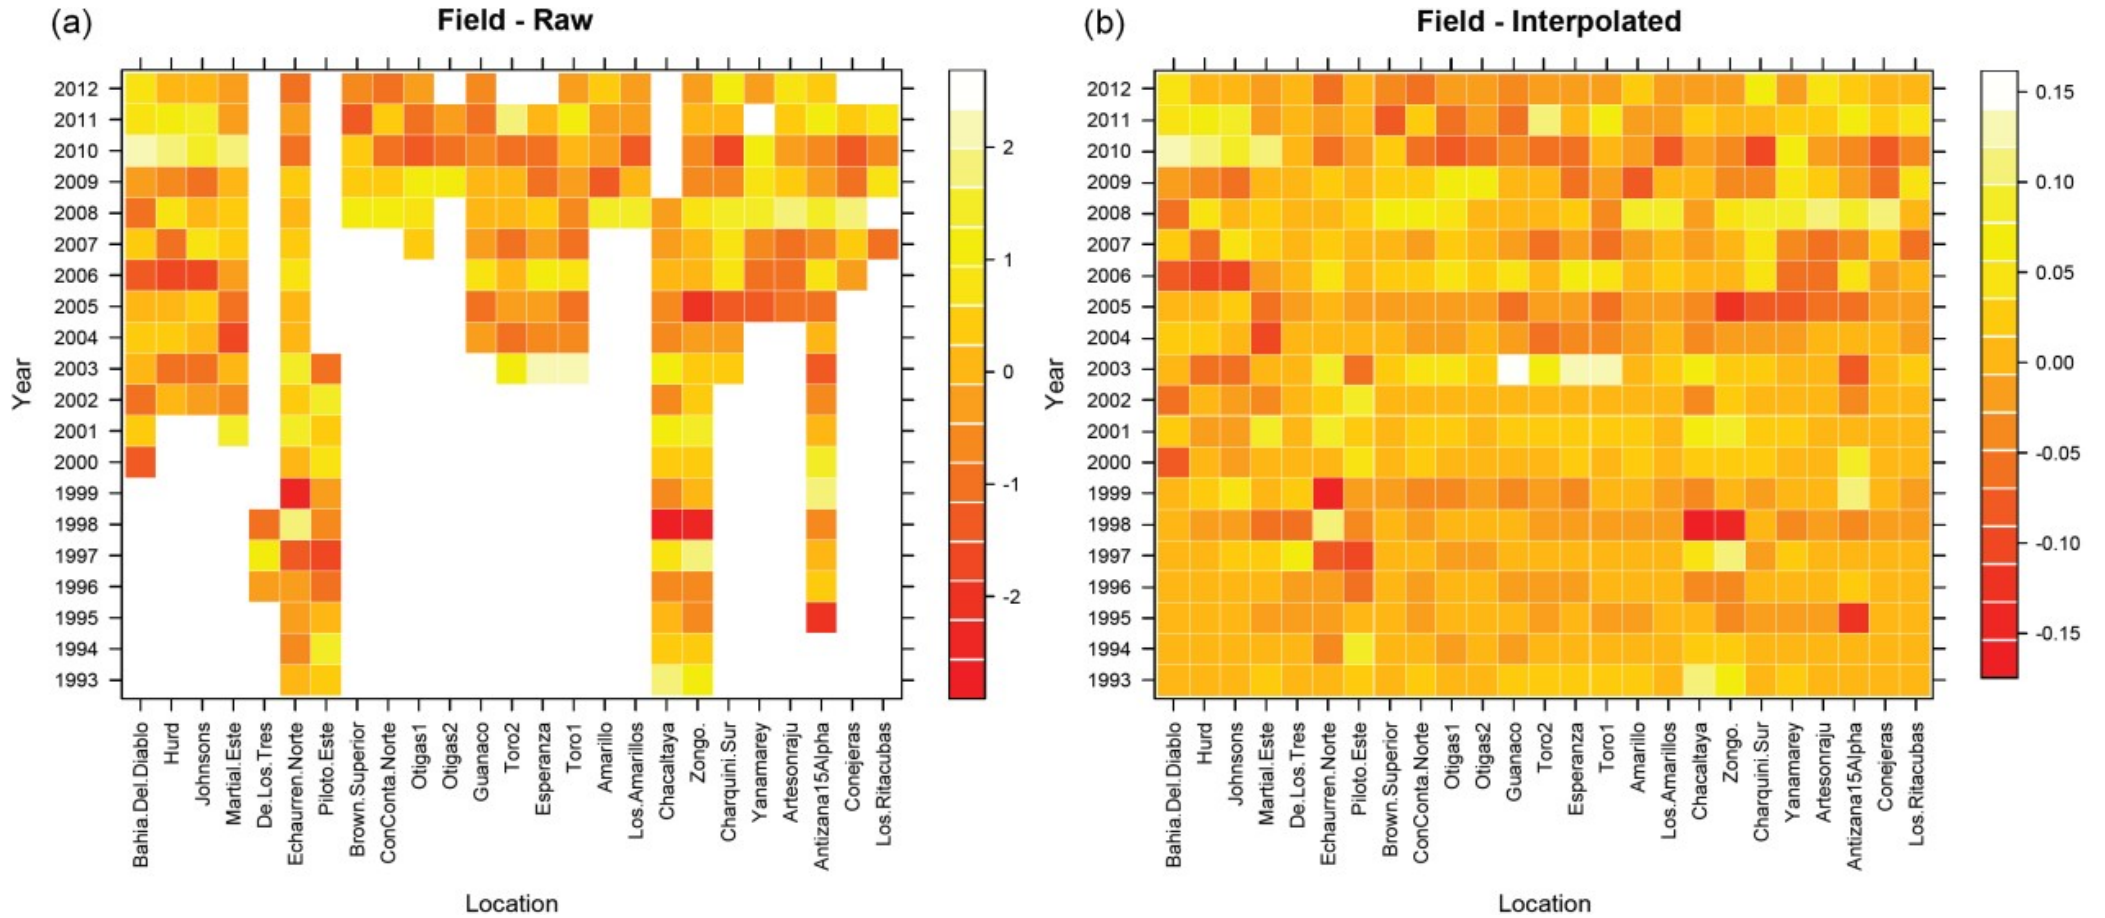 (a)
Field - Raw
Year
2012
2011
2010
2009
2008
2007
2006
2005
2004
2003
2002
2001
2000
1999
1998
1997
1996
1995
1994
1993
2
1
0
-1
-2
Bahia.Del.Diablo
Hurd
Johnsons
Martial.Este
De.Los.Tres
Echaurren.Norte
Piloto.Este
Brown.Superior
ConConta.Norte
Otigas1
Otigas2
Guanaco
Toro2
Esperanza
Toro1
Amarillo
Los.Amarillos
Chacaltaya
Zongo.
Charquini.Sur
Yanamarey
Artesonraju
Antizana15Alpha
Conejeras
Los.Ritacubas
Location
(b)
Field - Interpolated
Year
2012
2011
2010
2009
2008
2007
2006
2005
2004
2003
2002
2001
2000
1999
1998
1997
1996
1995
1994
1993
0.15
0.10
0.05
0.00
-0.05
-0.10
-0.15
Bahia.Del.Diablo
Hurd
Johnsons
Martial.Este
De.Los.Tres
Echaurren.Norte
Piloto.Este
Brown.Superior
ConConta.Norte
Otigas1
Otigas2
Guanaco
Toro2
Esperanza
Toro1
Amarillo
Los.Amarillos
Chacaltaya
Zongo.
Charquini.Sur
Yanamarey
Artesonraju
Antizana15Alpha
Conejeras
Los.Ritacubas
Location